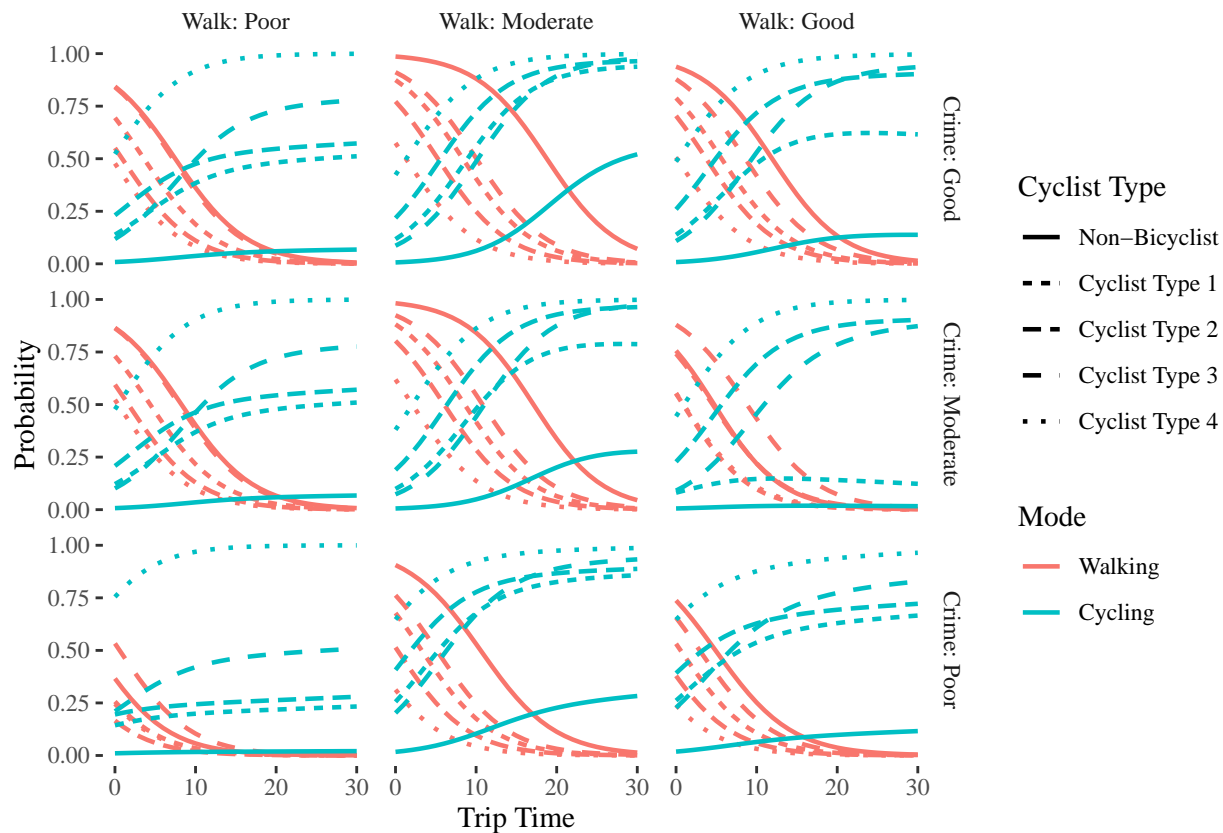 Walk: Poor
Walk: Moderate
Walk: Good
1.00
0.75
0.50
0.25
0.00
Crime: Good
1.00
0.75
0.50
0.25
0.00
Crime: Moderate
1.00
0.75
0.50
0.25
0.00
Crime: Poor
Probability
0 10 20 30
0 10 20 30
0 10 20 30
Trip Time
Cyclist Type
Non−Bicyclist
Cyclist Type 1
Cyclist Type 2
Cyclist Type 3
Cyclist Type 4
Mode
Walking
Cycling